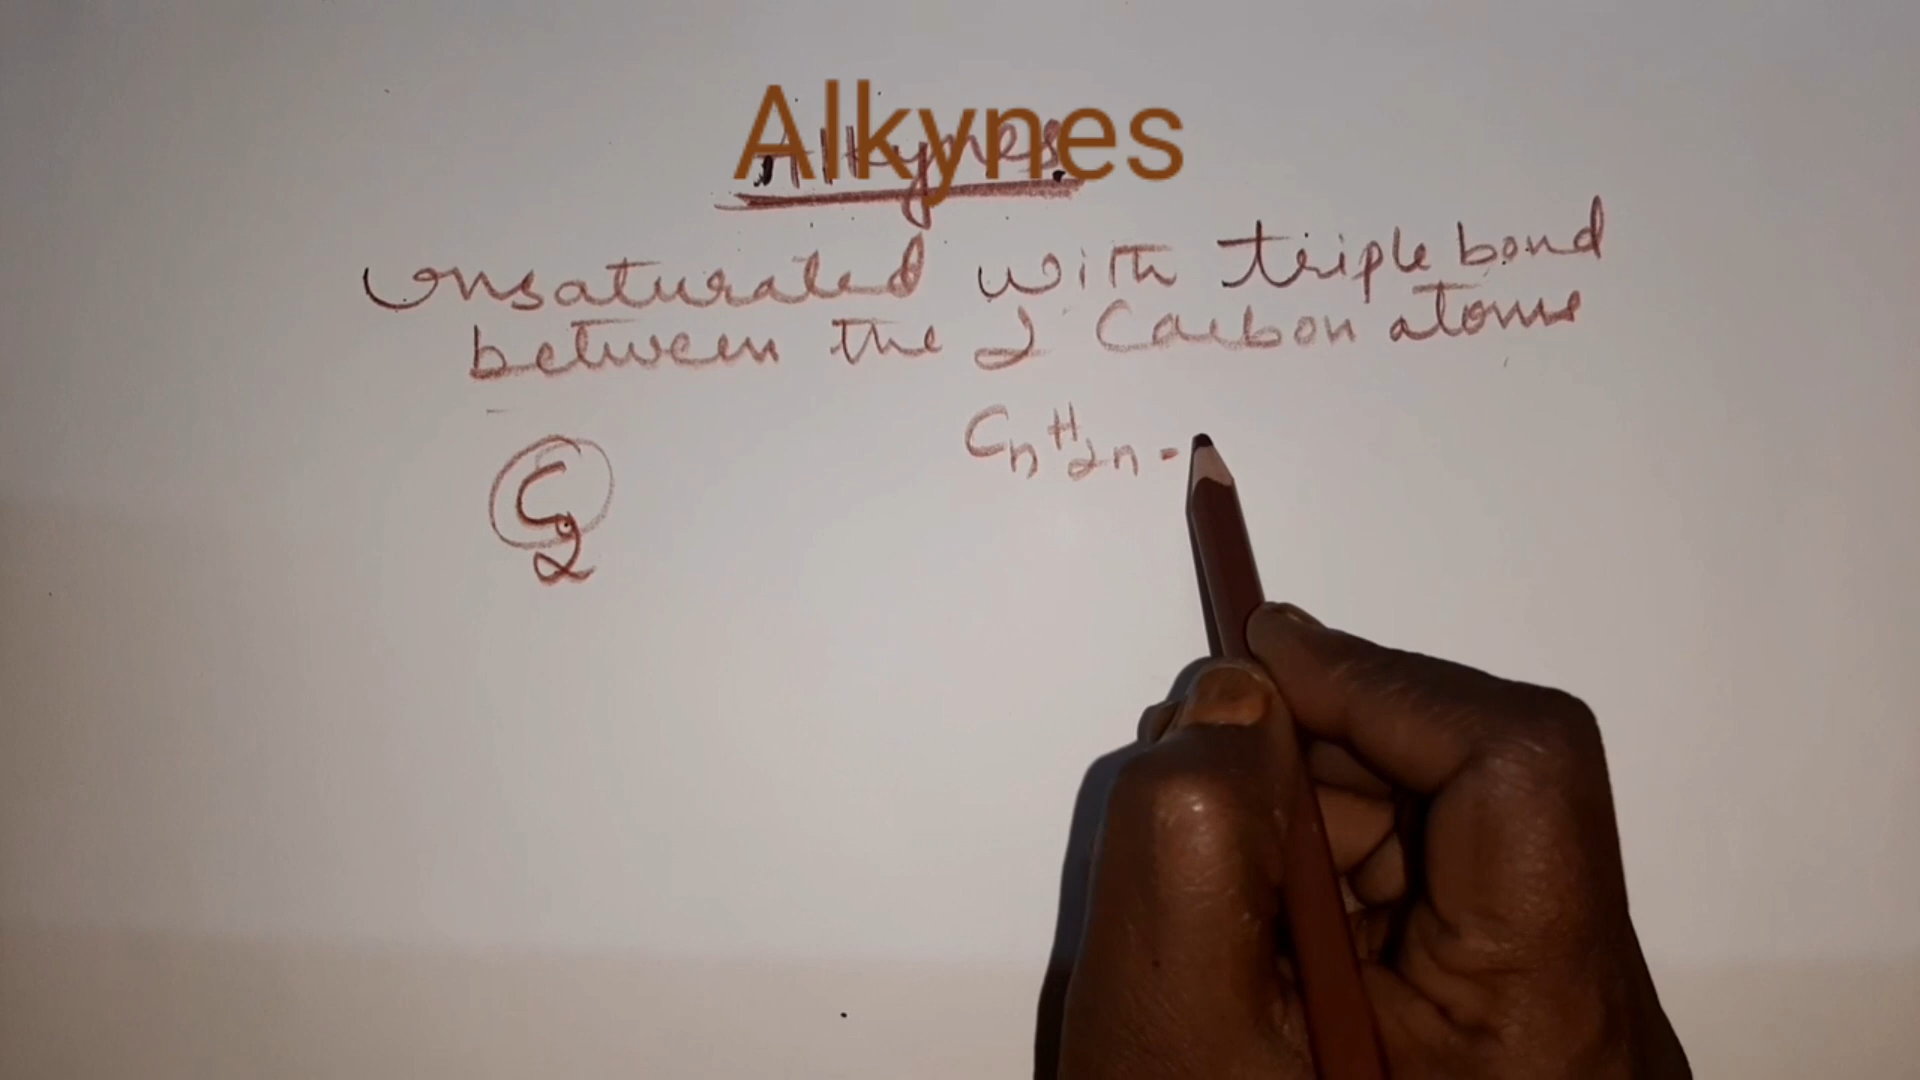 Alkynes
Alkynes.
Unsaturated with triple bond
between the 2 Carbon atoms
CnH2n-
C2